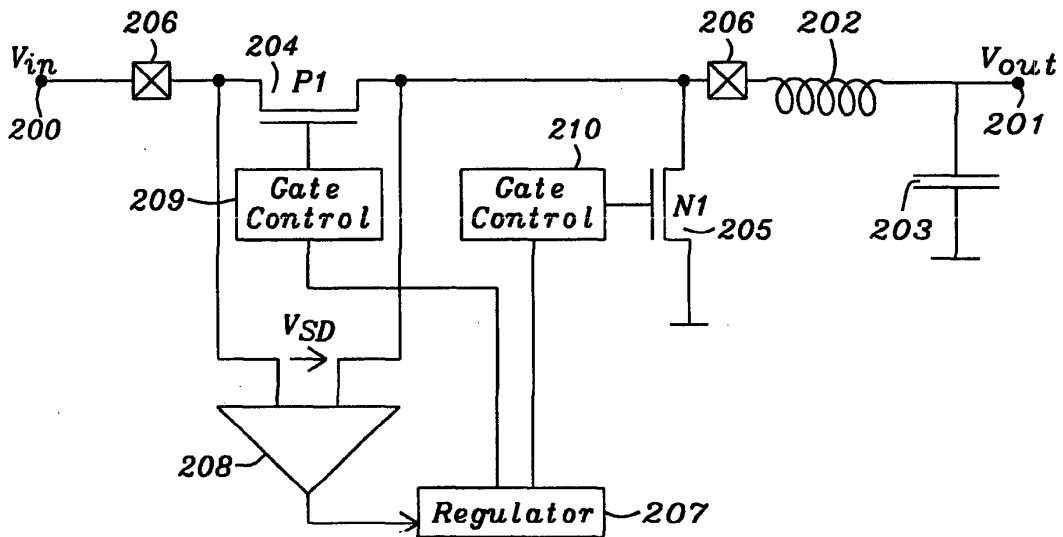 206
202
Vin
204
206
Vout
P1
200
201
210
Gate
Control
Gate
Control
209
N1
205
203
VSD
208
Regulator
207